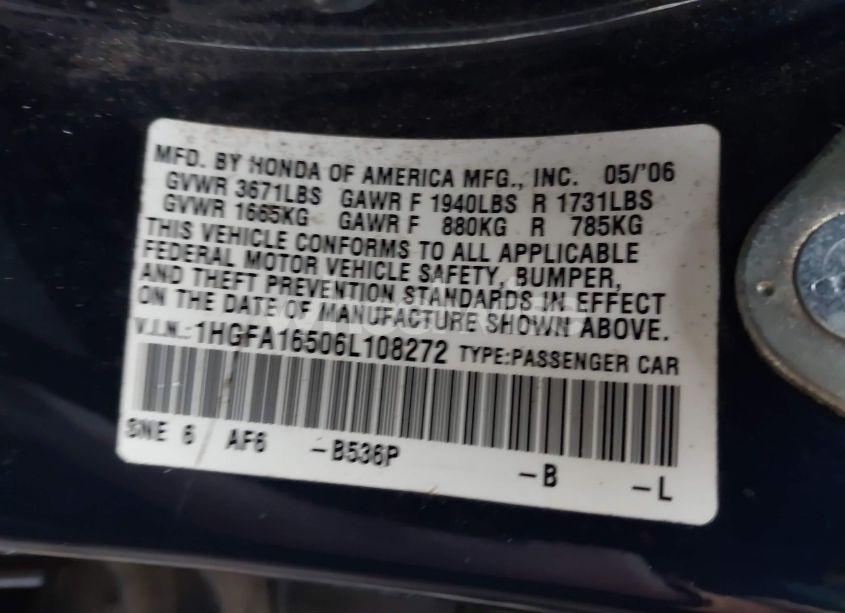 MFD. BY HONDA OF AMERICA MFG., INC. 05/'06
GVWR 3671LBS GAWR F 1940LBS R 1731LBS
GVWR 1665KG GAWR F 880KG R 785KG
THIS VEHICLE CONFORMS TO ALL APPLICABLE
FEDERAL MOTOR VEHICLE SAFETY, BUMPER,
AND THEFT PREVENTION STANDARDS IN EFFECT
ON THE DATE OF MANUFACTURE SHOWN ABOVE.
V.I.N.: 1HGFA16506L108272 TYPE:PASSENGER CAR
SNE 6 AF6 -B536P -B -L